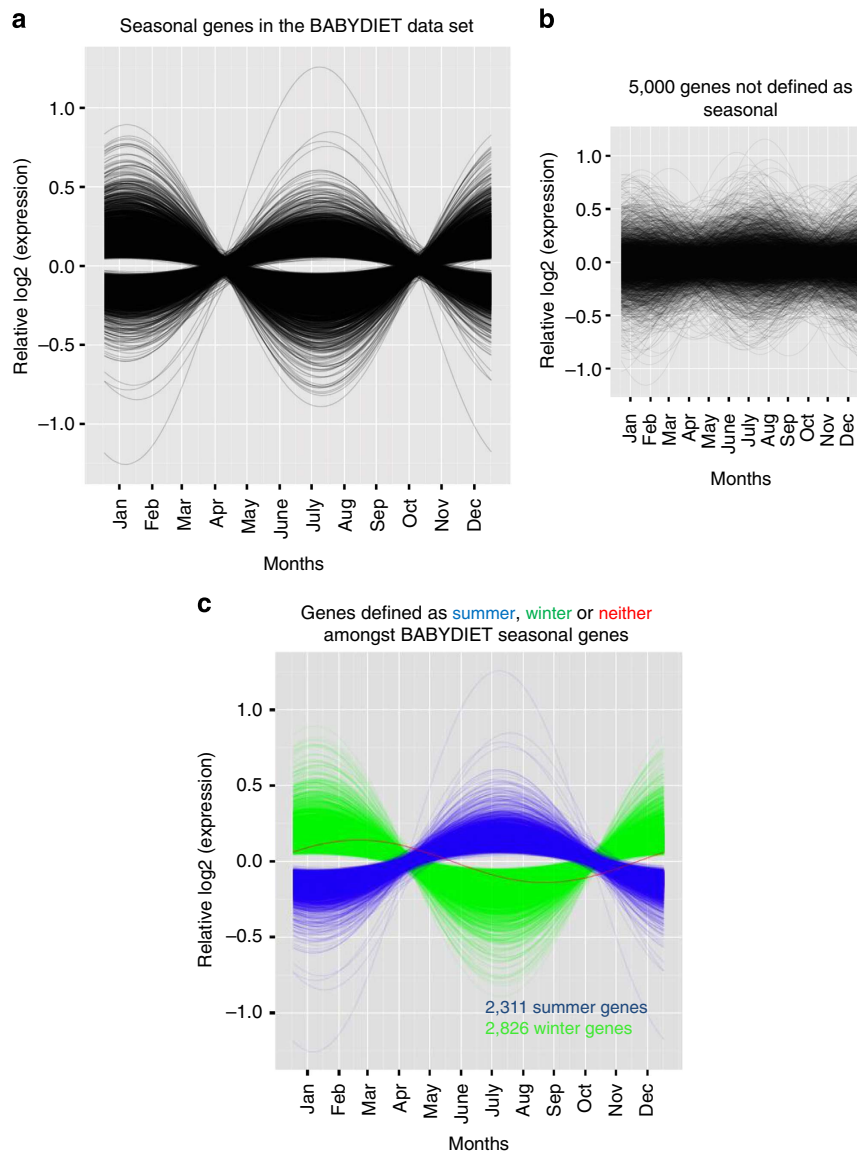 a
Seasonal genes in the BABYDIET data set
Relative log2 (expression)
1.0
0.5
0.0
−0.5
−1.0
Jan
Feb
Mar
Apr
May
June
July
Aug
Sep
Oct
Nov
Dec
Months
b
5,000 genes not defined as
seasonal
Relative log2 (expression)
1.0
0.5
0.0
−0.5
−1.0
Jan
Feb
Mar
Apr
May
June
July
Aug
Sep
Oct
Nov
Dec
Months
c
Genes defined as summer, winter or neither
amongst BABYDIET seasonal genes
Relative log2 (expression)
1.0
0.5
0.0
−0.5
−1.0
2,311 summer genes
2,826 winter genes
Jan
Feb
Mar
Apr
May
June
July
Aug
Sep
Oct
Nov
Dec
Months